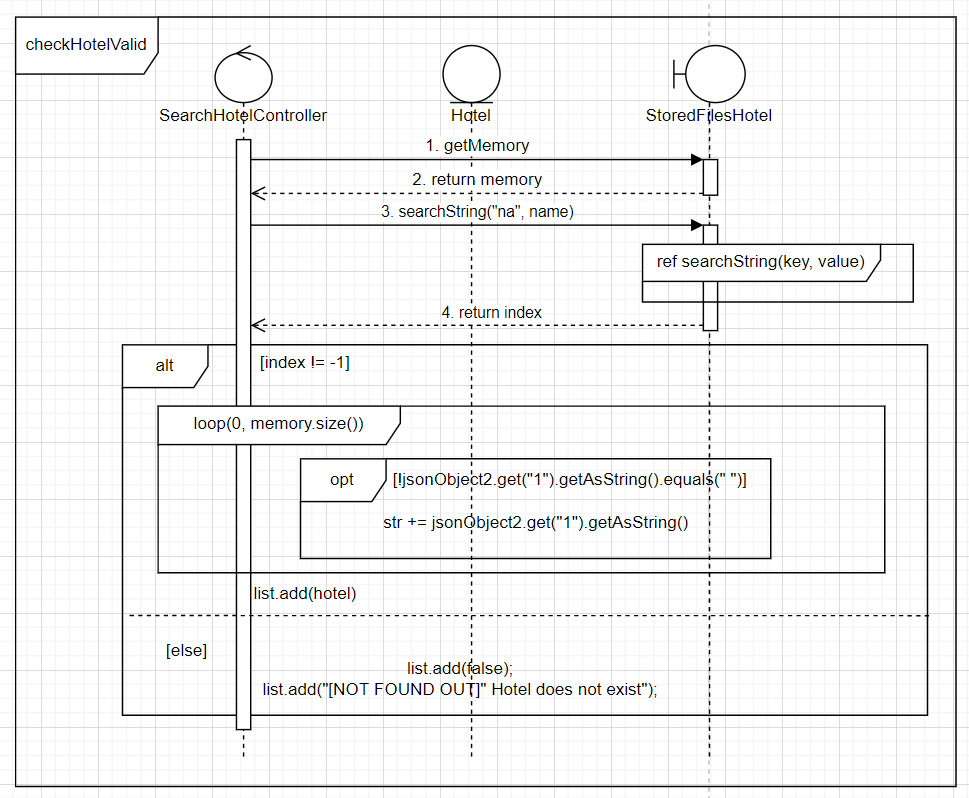 checkHotelValid
SearchHotelController
Hotel
StoredFilesHotel
1. getMemory
2. return memory
3. searchString("na", name)
ref searchString(key, value)
4. return index
alt
[index != -1]
loop(0, memory.size())
opt
[!jsonObject2.get("1").getAsString().equals(" ")]
str += jsonObject2.get("1").getAsString()
list.add(hotel)
[else]
list.add(false);
list.add("[NOT FOUND OUT]" Hotel does not exist");